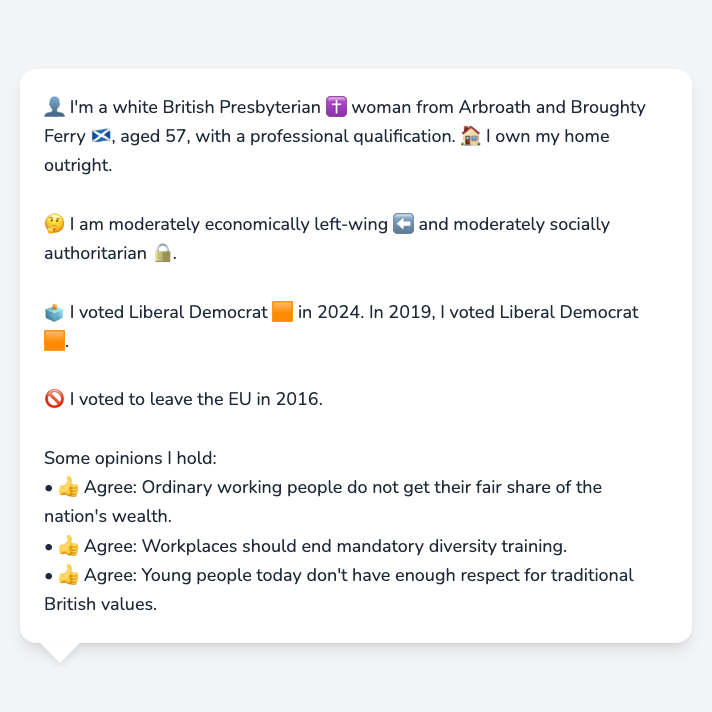 👤 I'm a white British Presbyterian ✝️ woman from Arbroath and Broughty
Ferry 🏴󠁧󠁢󠁳󠁣󠁴󠁿, aged 57, with a professional qualification. 🏠 I own my home
outright.
🤔 I am moderately economically left-wing ⬅️ and moderately socially
authoritarian 🔒.
🗳️ I voted Liberal Democrat 🟧 in 2024. In 2019, I voted Liberal Democrat
🟧.
🚫 I voted to leave the EU in 2016.
Some opinions I hold:
• 👍 Agree: Ordinary working people do not get their fair share of the
nation's wealth.
• 👍 Agree: Workplaces should end mandatory diversity training.
• 👍 Agree: Young people today don't have enough respect for traditional
British values.